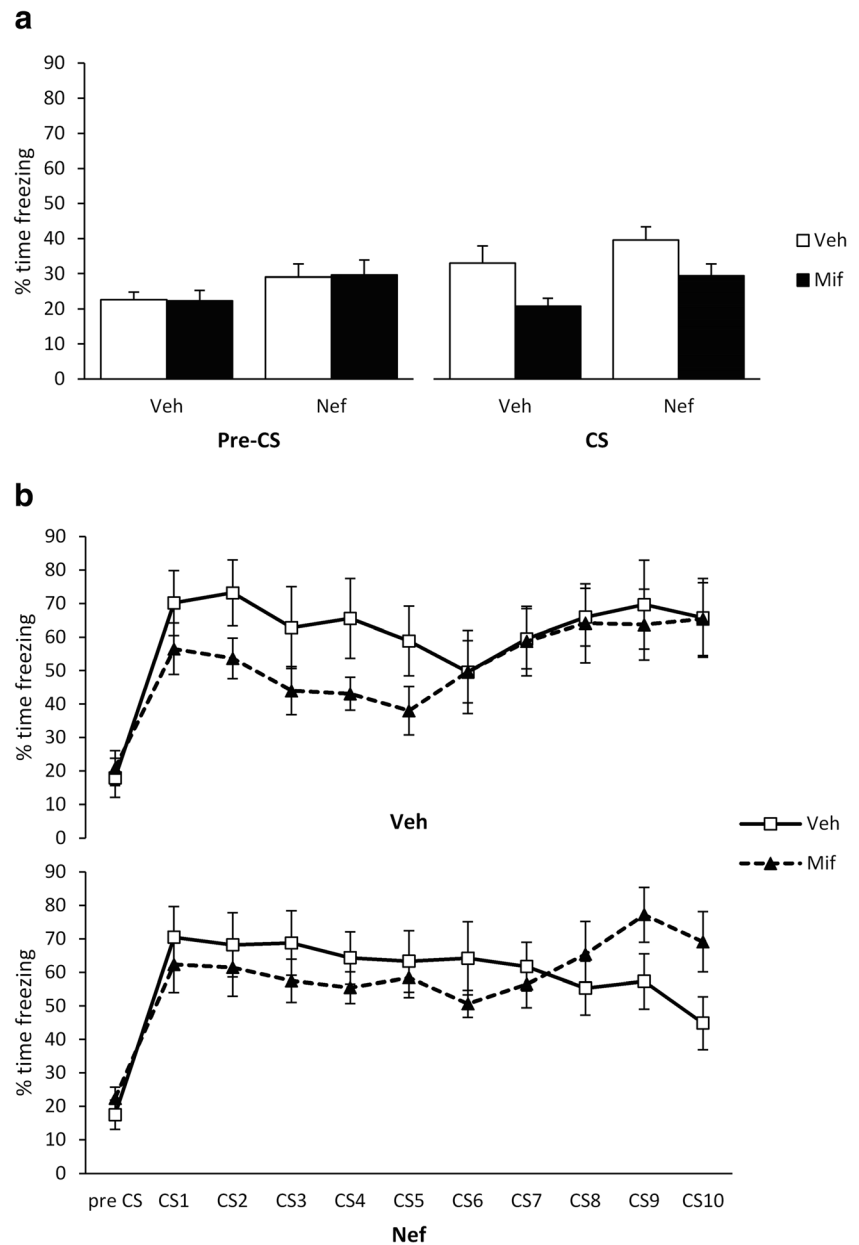 a
90
80
70
60
50
40
30
20
10
0
% time freezing
Veh Nef Veh Nef
Pre-CS CS
Veh
Mif
b
90
80
70
60
50
40
30
20
10
0
% time freezing
Veh
Veh
Mif
90
80
70
60
50
40
30
20
10
0
% time freezing
pre CS CS1 CS2 CS3 CS4 CS5 CS6 CS7 CS8 CS9 CS10
Nef